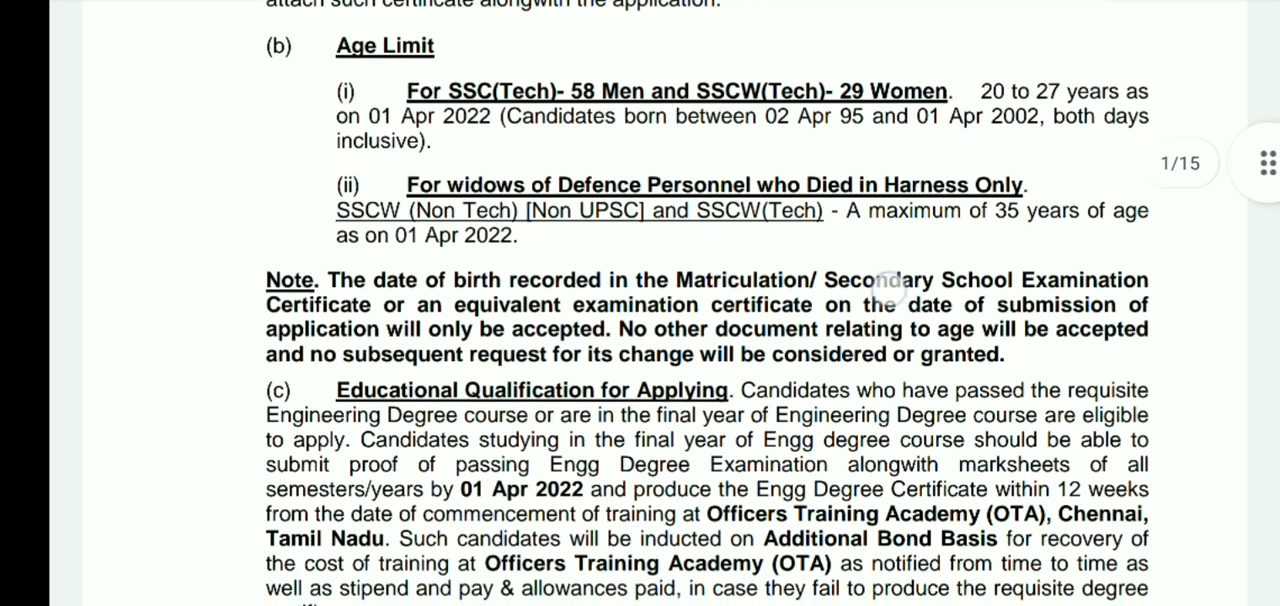 attach such certificate alongwith the application.
(b) Age Limit
(i) For SSC(Tech)- 58 Men and SSCW(Tech)- 29 Women. 20 to 27 years as
on 01 Apr 2022 (Candidates born between 02 Apr 95 and 01 Apr 2002, both days
inclusive).
1/15
(ii) For widows of Defence Personnel who Died in Harness Only.
SSCW (Non Tech) [Non UPSC] and SSCW(Tech) - A maximum of 35 years of age
as on 01 Apr 2022.
Note. The date of birth recorded in the Matriculation/ Secondary School Examination
Certificate or an equivalent examination certificate on the date of submission of
application will only be accepted. No other document relating to age will be accepted
and no subsequent request for its change will be considered or granted.
(c) Educational Qualification for Applying. Candidates who have passed the requisite
Engineering Degree course or are in the final year of Engineering Degree course are eligible
to apply. Candidates studying in the final year of Engg degree course should be able to
submit proof of passing Engg Degree Examination alongwith marksheets of all
semesters/years by 01 Apr 2022 and produce the Engg Degree Certificate within 12 weeks
from the date of commencement of training at Officers Training Academy (OTA), Chennai,
Tamil Nadu. Such candidates will be inducted on Additional Bond Basis for recovery of
the cost of training at Officers Training Academy (OTA) as notified from time to time as
well as stipend and pay & allowances paid, in case they fail to produce the requisite degree